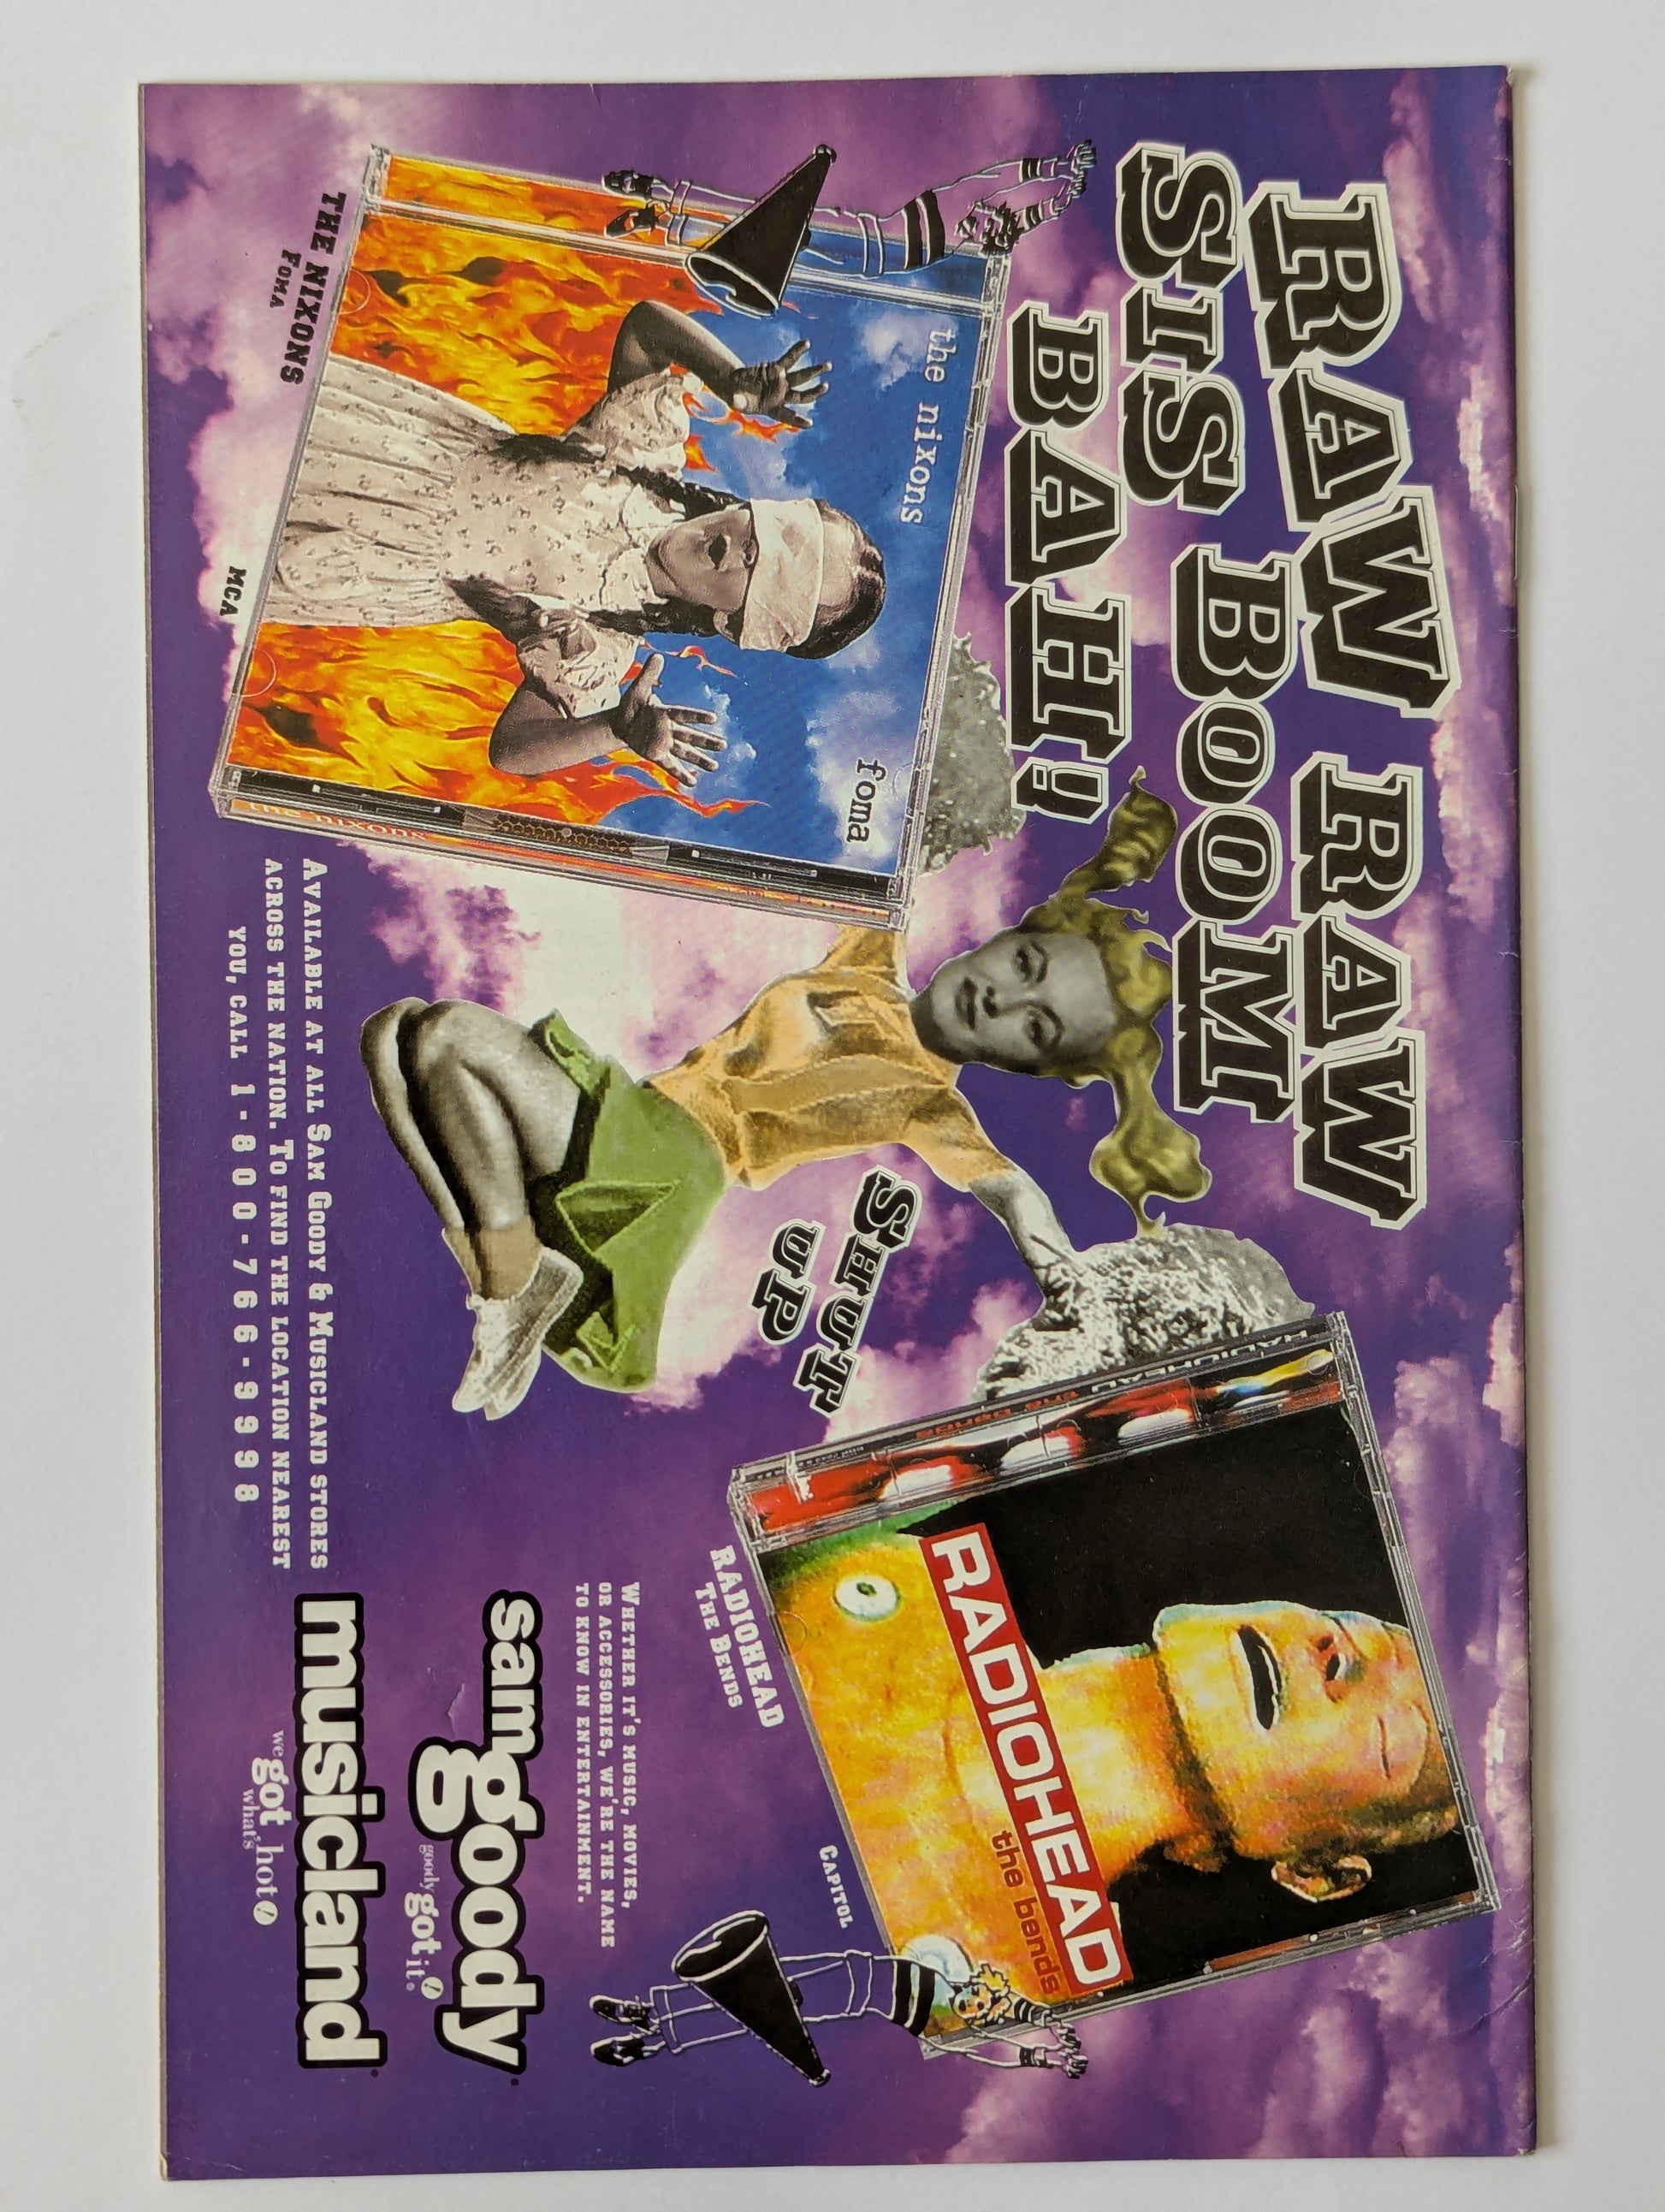 RAW RAW
SIS BOOM
BAH!
the nixons
foma
THE NIXONS
FOMA
MCA
SHUT
UP
RADIOHEAD
the bends
RADIOHEAD
THE BENDS
CAPITOL
AVAILABLE AT ALL SAM GOODY & MUSICLAND STORES
ACROSS THE NATION. TO FIND THE LOCATION NEAREST
YOU, CALL 1-800-766-9998
WHETHER IT'S MUSIC, MOVIES,
OR ACCESSORIES, WE'RE THE NAME
TO KNOW IN ENTERTAINMENT.
sam goody
goody got it.
musicland
we got what's hot!